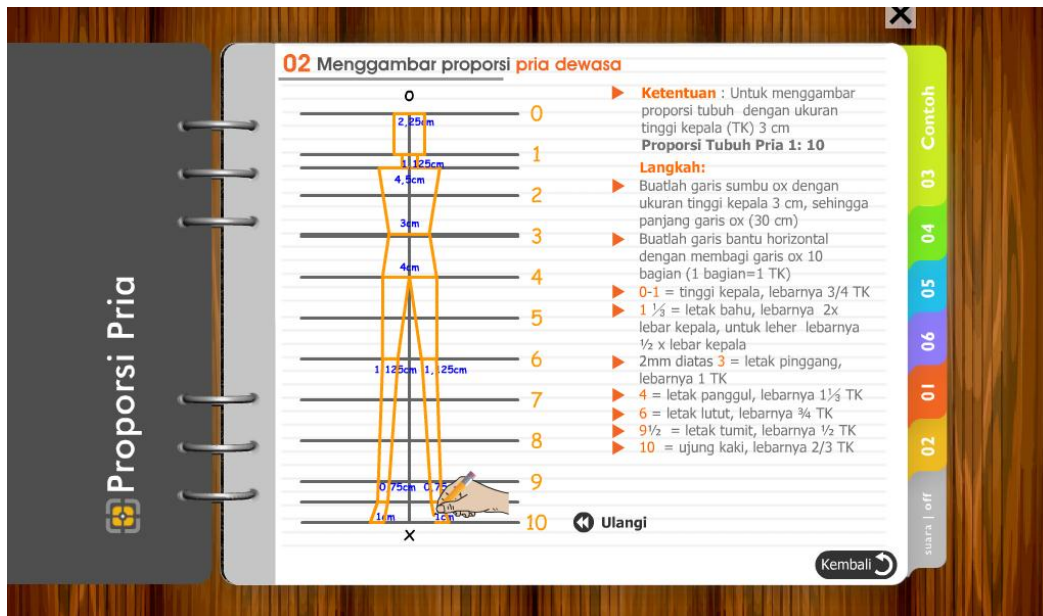 X
02 Menggambar proporsi pria dewasa
O
0
2,25cm
1
1,125cm
4,5cm
2
3cm
3
4cm
4
5
6
1,125cm 1,125cm
7
8
9
0,75cm 0,75
1cm 1cm
10
X
Ketentuan : Untuk menggambar
proporsi tubuh dengan ukuran
tinggi kepala (TK) 3 cm
Proporsi Tubuh Pria 1: 10
Langkah:
Buatlah garis sumbu ox dengan
ukuran tinggi kepala 3 cm, sehingga
panjang garis ox (30 cm)
Buatlah garis bantu horizontal
dengan membagi garis ox 10
bagian (1 bagian=1 TK)
0-1 = tinggi kepala, lebarnya 3/4 TK
1 ⅓ = letak bahu, lebarnya 2x
lebar kepala, untuk leher lebarnya
½ x lebar kepala
2mm diatas 3 = letak pinggang,
lebarnya 1 TK
4 = letak panggul, lebarnya 1⅓ TK
6 = letak lutut, lebarnya ¾ TK
9½ = letak tumit, lebarnya ½ TK
10 = ujung kaki, lebarnya 2/3 TK
Ulangi
Kembali
Proporsi Pria
03 Contoh
04
05
06
01
02
suara | off